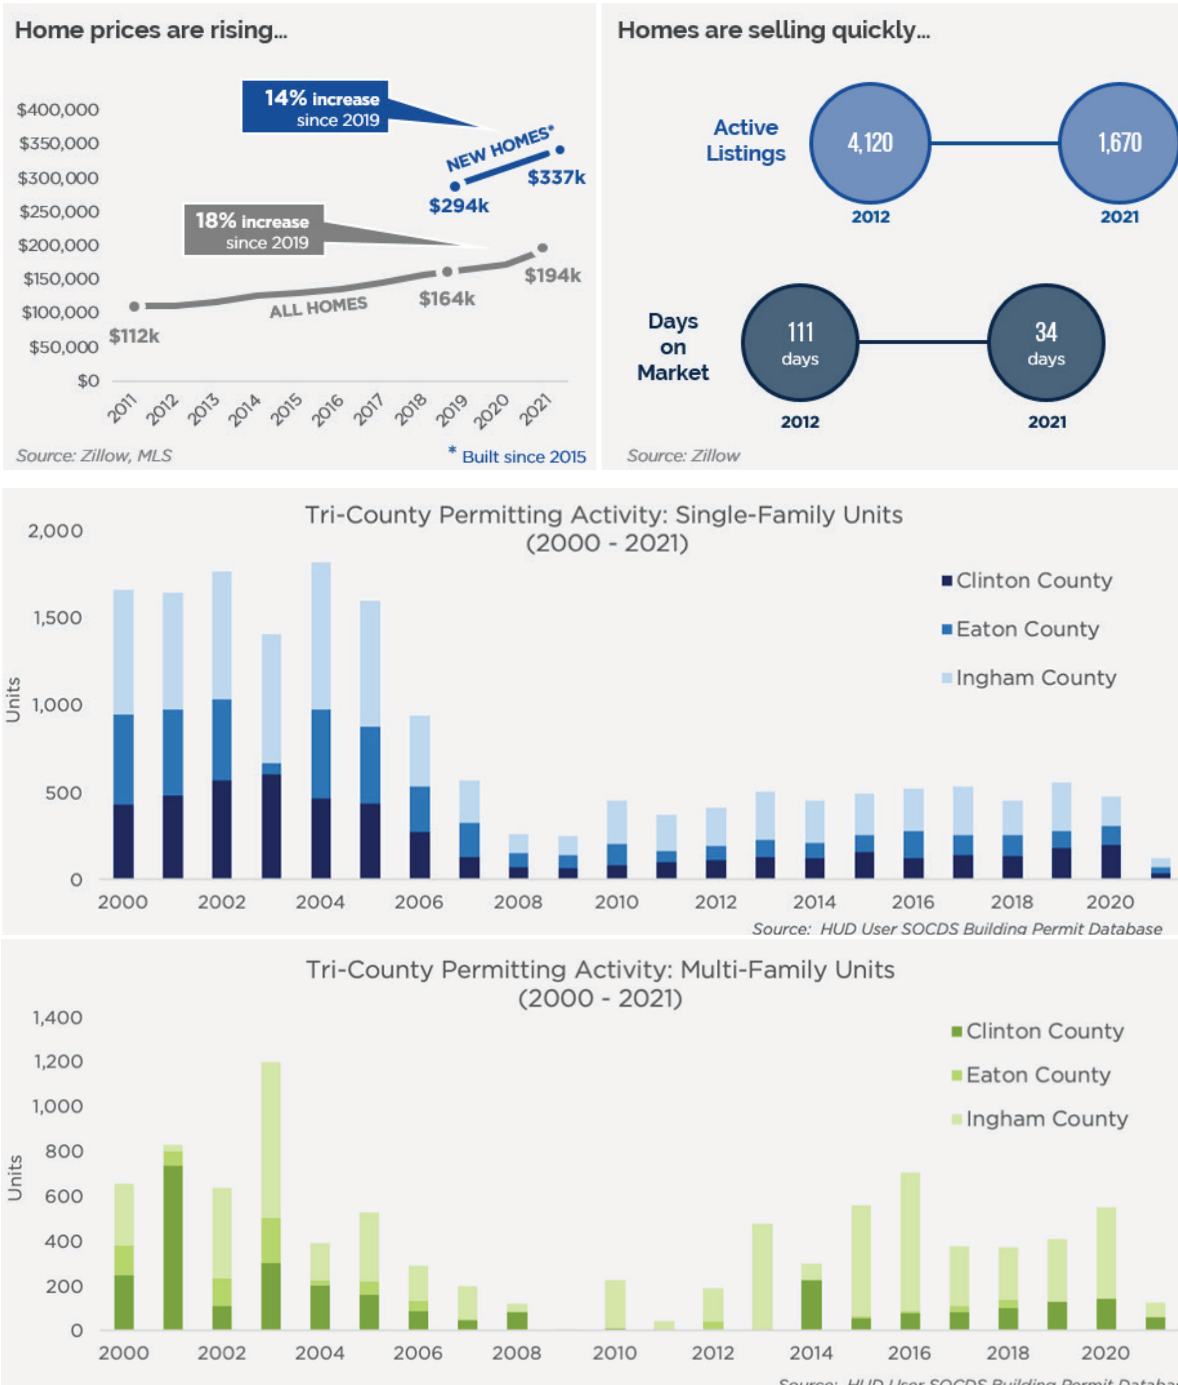 Home prices are rising...
$400,000
$350,000
$300,000
$250,000
$200,000
$150,000
$100,000
$50,000
$0
14% increase
since 2019
NEW HOMES*
$294k
$337k
18% increase
since 2019
ALL HOMES
$112k
$164k
$194k
2011
2012
2013
2014
2015
2016
2017
2018
2019
2020
2021
Source: Zillow, MLS
* Built since 2015
Homes are selling quickly...
Active
Listings
4,120
1,670
2012
2021
Days
on
Market
111
days
34
days
2012
2021
Source: Zillow
Tri-County Permitting Activity: Single-Family Units
(2000 - 2021)
2,000
1,500
1,000
500
0
Units
Clinton County
Eaton County
Ingham County
2000 2002 2004 2006 2008 2010 2012 2014 2016 2018 2020
Source: HUD User SOCDS Building Permit Database
Tri-County Permitting Activity: Multi-Family Units
(2000 - 2021)
1,400
1,200
1,000
800
600
400
200
0
Units
Clinton County
Eaton County
Ingham County
2000 2002 2004 2006 2008 2010 2012 2014 2016 2018 2020
Source: HUD User SOCDS Building Permit Databas